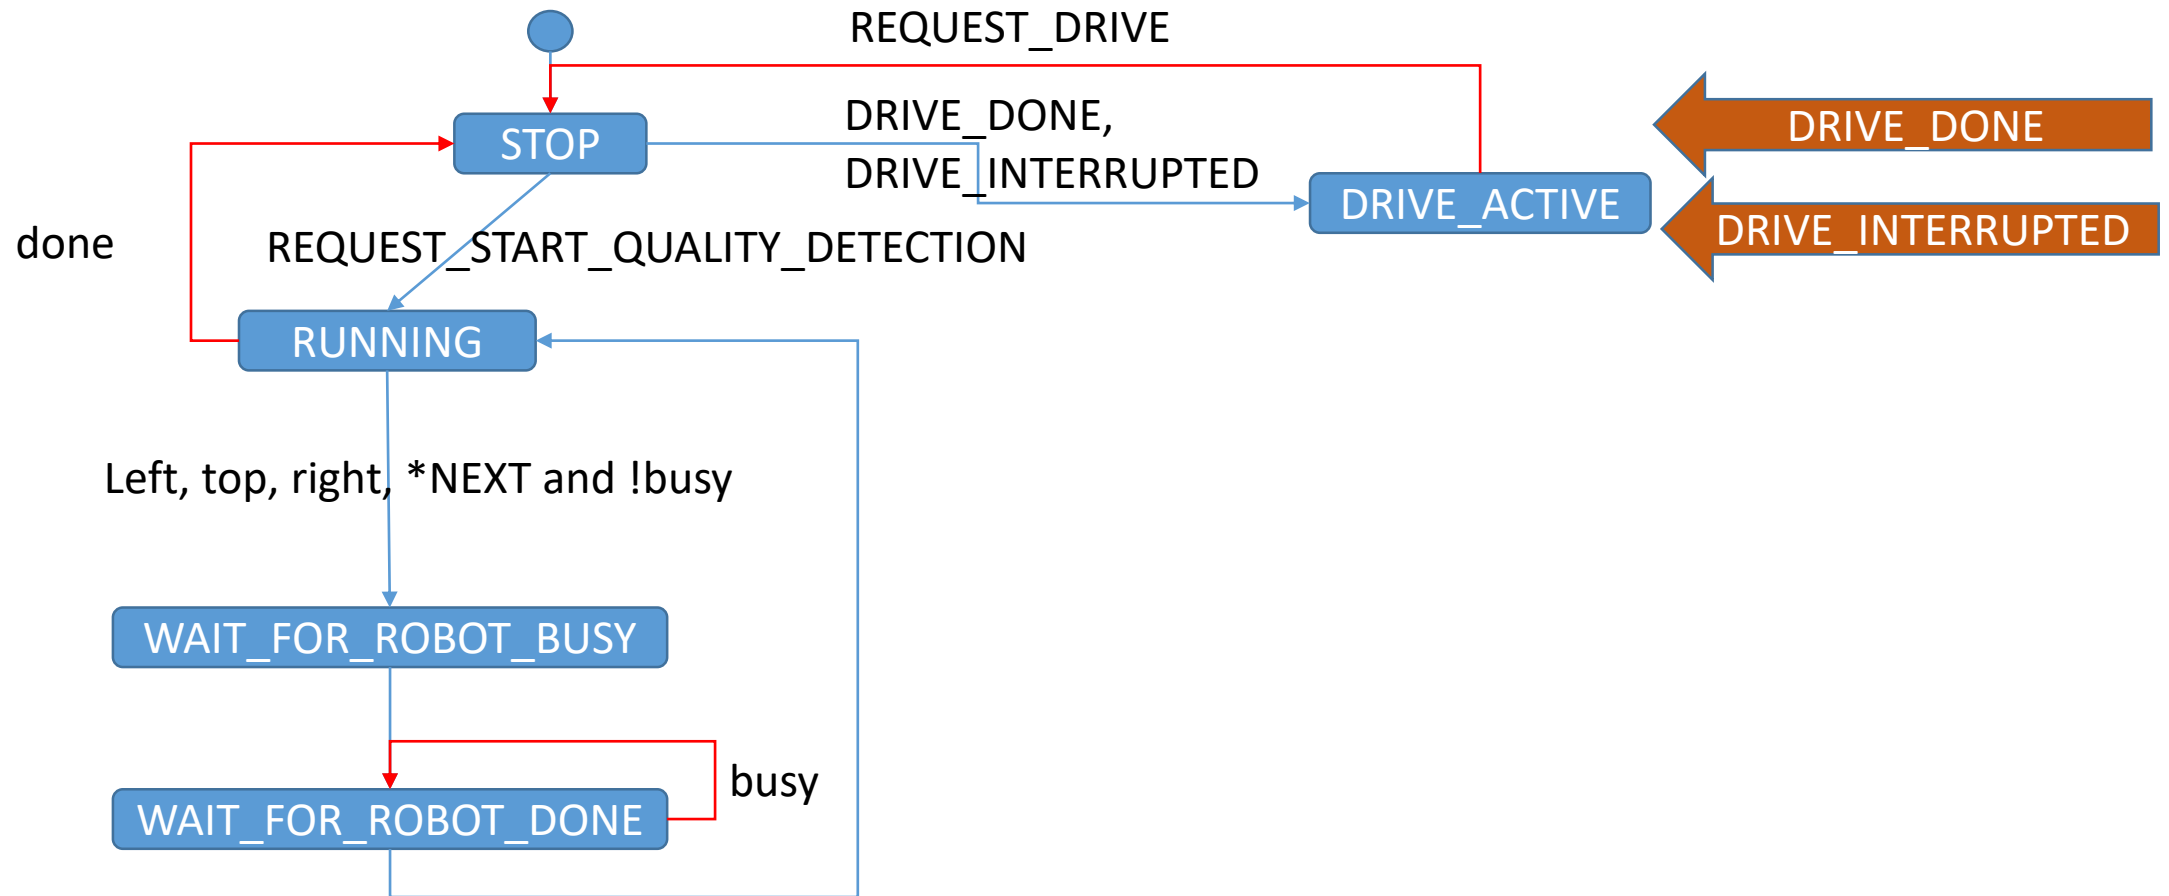 REQUEST_DRIVE
STOP
DRIVE_DONE,
DRIVE_INTERRUPTED
DRIVE_DONE
DRIVE_ACTIVE
DRIVE_INTERRUPTED
done
REQUEST_START_QUALITY_DETECTION
RUNNING
Left, top, right, *NEXT and !busy
WAIT_FOR_ROBOT_BUSY
busy
WAIT_FOR_ROBOT_DONE